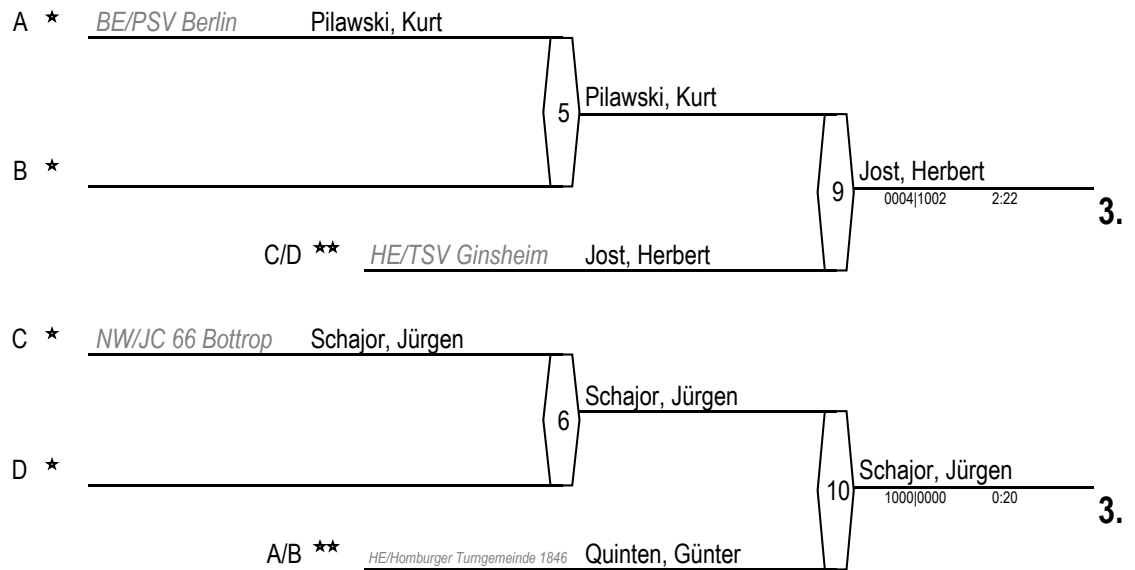 A ★ BE/PSV Berlin Pilawski, Kurt
5 Pilawski, Kurt
B ★
9 Jost, Herbert
0004|1002 2:22
3.
C/D ★★ HE/TSV Ginsheim Jost, Herbert
C ★ NW/JC 66 Bottrop Schajor, Jürgen
6 Schajor, Jürgen
D ★
10 Schajor, Jürgen
1000|0000 0:20
3.
A/B ★★ HE/Homburger Turngemeinde 1846 Quinten, Günter